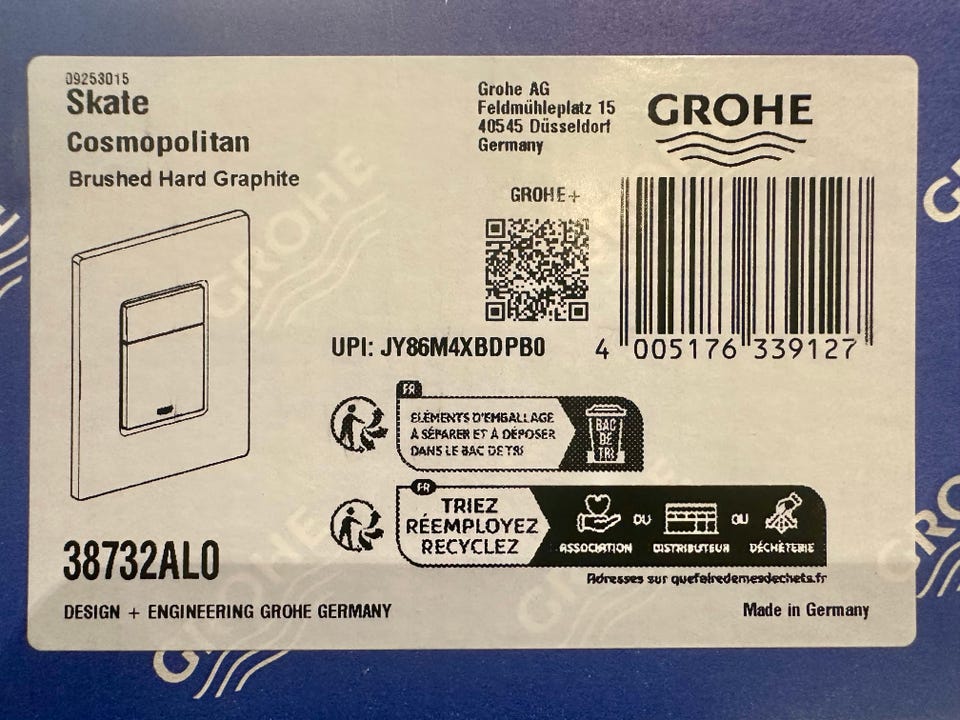 09253015
Skate
Cosmopolitan
Brushed Hard Graphite
Grohe AG
Feldmühleplatz 15
40545 Düsseldorf
Germany
GROHE
GROHE+
UPI: JY86M4XBDPB0
4 005176 339127
FR
ÉLÉMENTS D'EMBALLAGE
À SÉPARER ET À DÉPOSER
DANS LE BAC DE TRI
BAC
DE
TRI
FR
TRIEZ
RÉEMPLOYEZ
RECYCLEZ
OU
OU
ASSOCIATION
DISTRIBUTEUR
DÉCHÈTERIE
Adresses sur quefairedemesdechets.fr
38732AL0
DESIGN + ENGINEERING GROHE GERMANY
Made in Germany
GROHE
GROHE